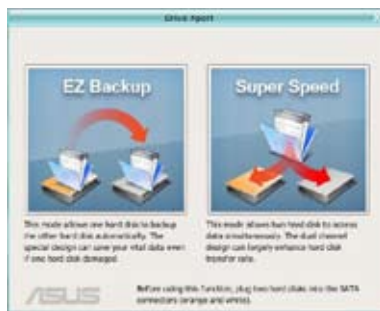 Drive Xpert
EZ Backup
Super Speed
This mode allows one hard disk to backup
the other hard disk automatically. The
special design can save your vital data even
if one hard disk damaged.
This mode allows two hard disk to access
data simultaneously. The dual channel
design can largely enhance hard disk
transfer rate.
ASUS
Before using this function, plug two hard disks into the SATA
connectors (orange and white).